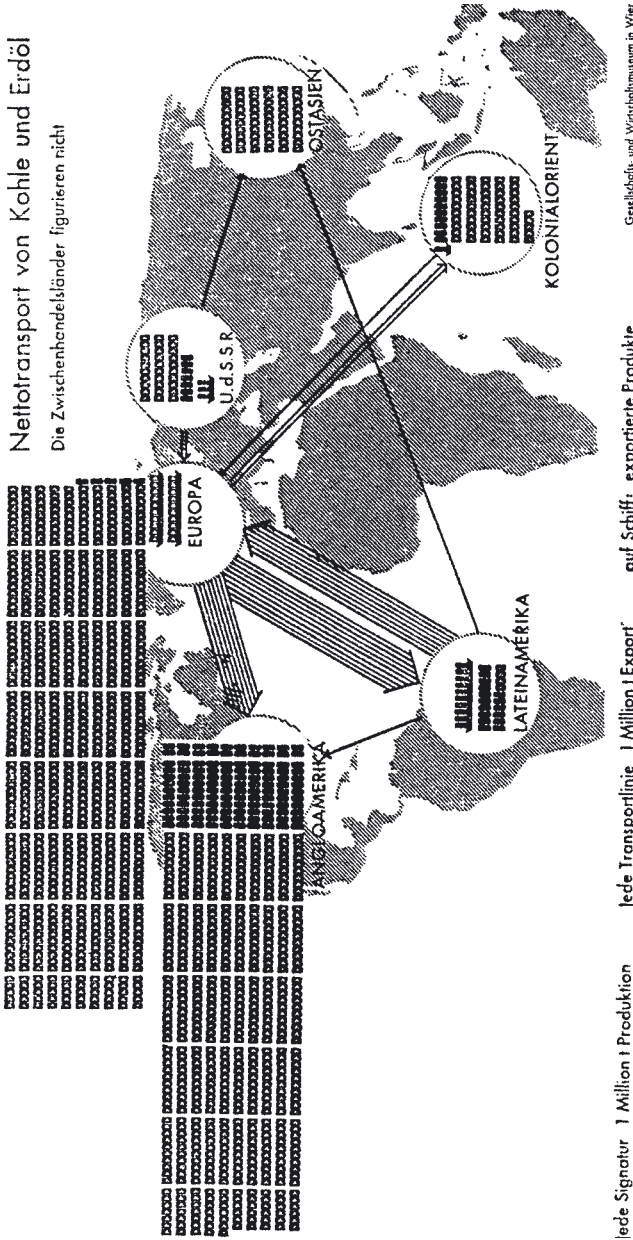 Nettotransport von Kohle und Erdöl
Die Zwischenhandelsländer figurieren nicht
EUROPA
U.d.S.S.R.
OSTASIEN
ANGLOAMERIKA
LATEINAMERIKA
KOLONIALORIENT
Jede Signatur 1 Million t Produktion
Jede Transportlinie 1 Million t Export
auf Schiff: exportierte Produkte
Gesellschafts- und Wirtschaftsmuseum in Wien